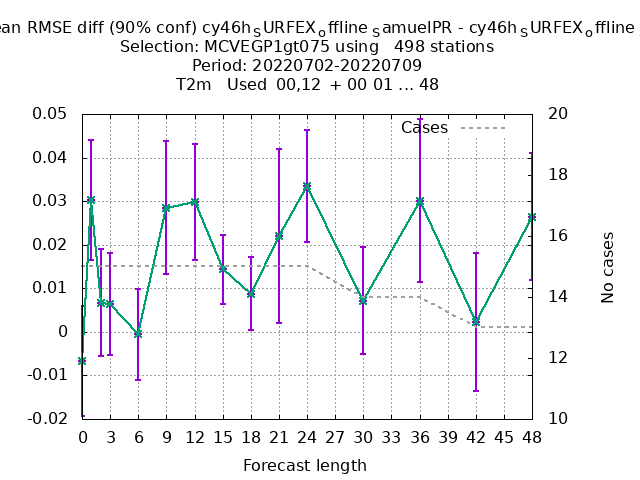 ean RMSE diff (90% conf) cy46hSURFEXoffline SamuelPR - cy46hSURFEXoffline
Selection: MCVEGP1gt075 using 498 stations
Period: 20220702-20220709
T2m Used 00,12 + 00 01 ... 48
Cases
0.05
0.04
0.03
0.02
0.01
0
-0.01
-0.02
20
18
16
14
12
10
No cases
0 3 6 9 12 15 18 21 24 27 30 33 36 39 42 45 48
Forecast length